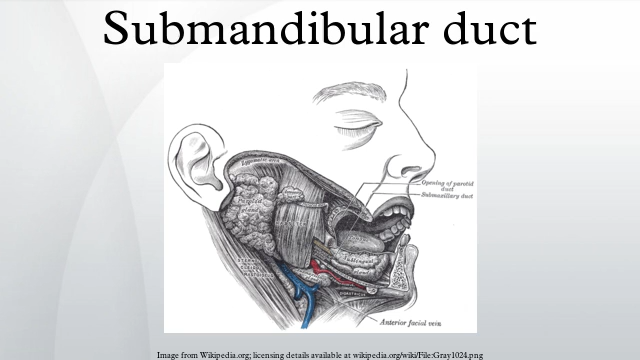 Submandibular duct
Zygomatic arch
Parotid
Opening of parotid
duct
Submaxillary duct
Sublingual
Anterior facial vein
Image from Wikipedia.org; licensing details available at www.wikipedia.org/wiki/File:Gray1024.png